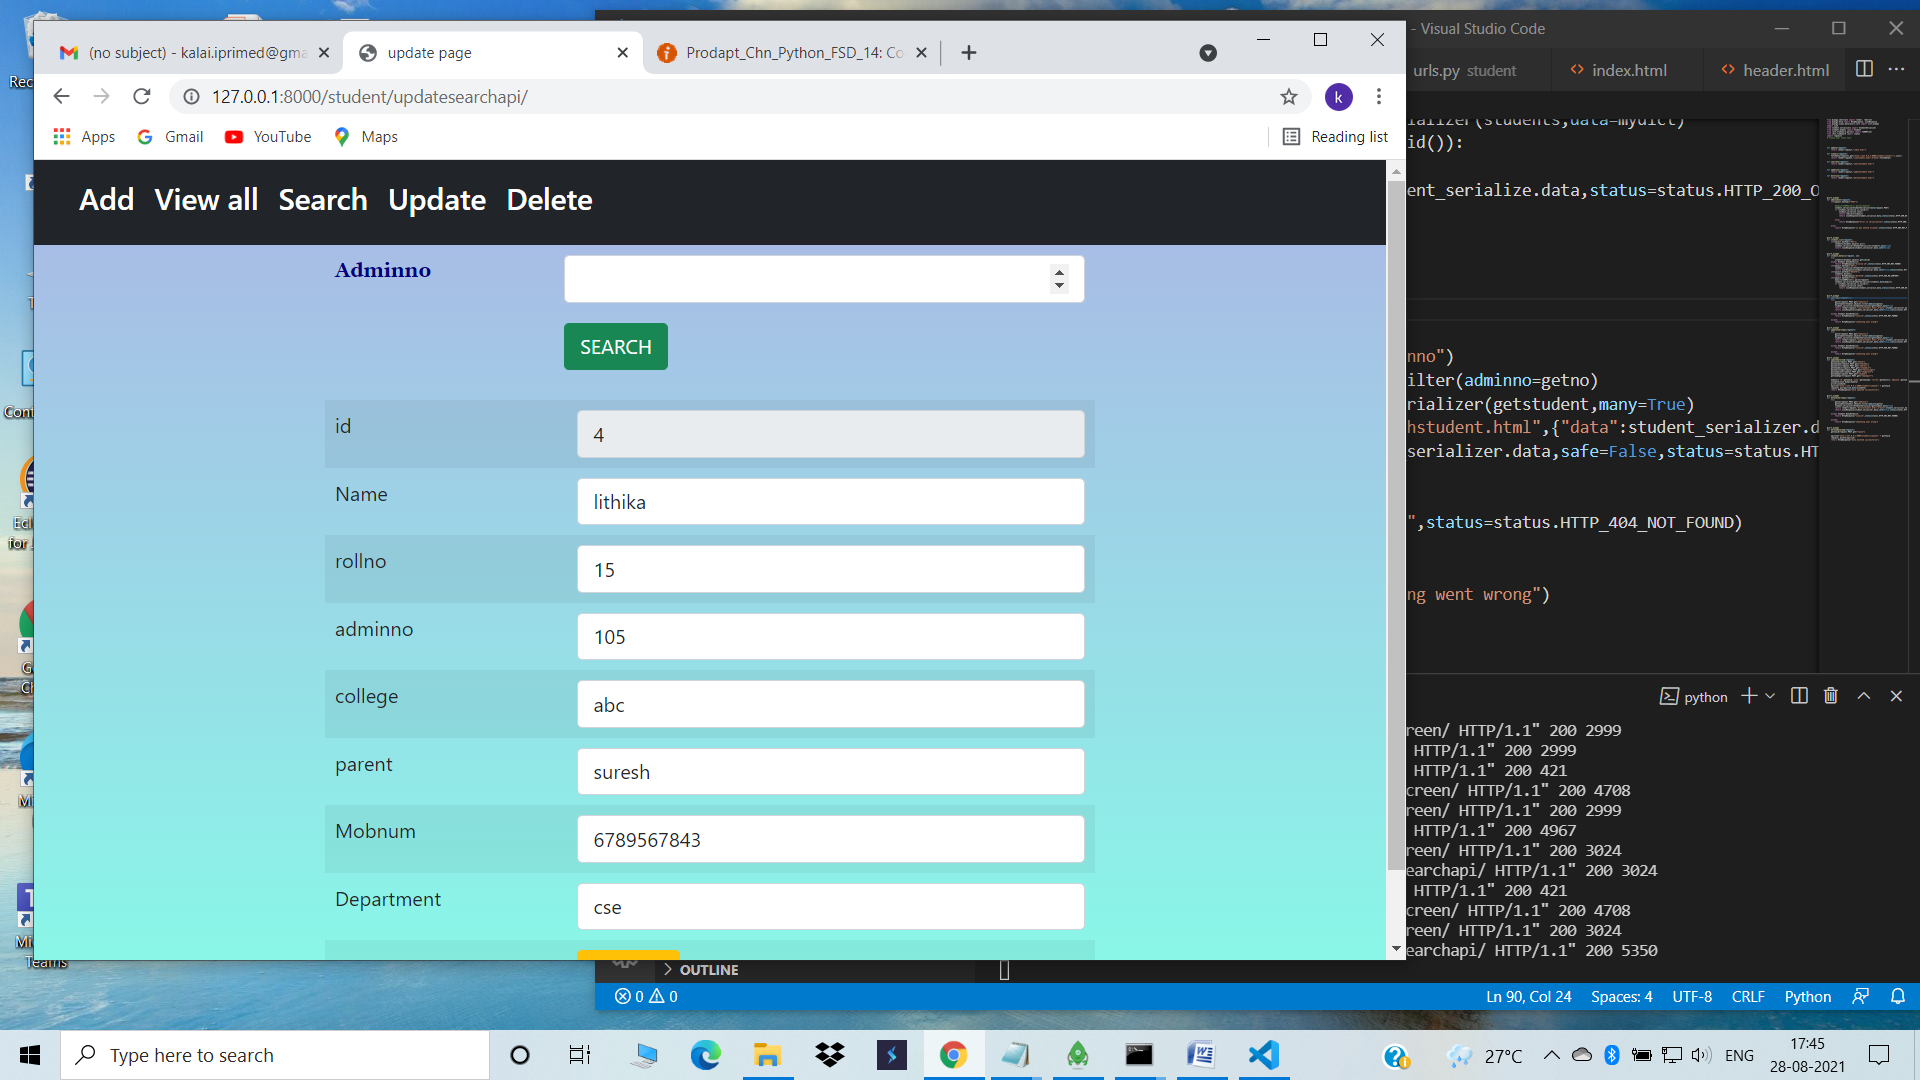 (no subject) - kalai.iprimed@gma
update page
Prodapt_Chn_Python_FSD_14: Co
- Visual Studio Code
127.0.0.1:8000/student/updatesearchapi/
k
Apps
Gmail
YouTube
Maps
Reading list
urls.py student
index.html
header.html
Add View all Search Update Delete
Adminno
SEARCH
id
4
Name
lithika
rollno
15
adminno
105
college
abc
parent
suresh
Mobnum
6789567843
Department
cse
ializer(students,data=mydict)
id()):
ent_serialize.data,status=status.HTTP_200_O
nno")
ilter(adminno=getno)
rializer(getstudent,many=True)
hstudent.html",{"data":student_serializer.d
serializer.data,safe=False,status=status.HT
",status=status.HTTP_404_NOT_FOUND)
ng went wrong")
python
reen/ HTTP/1.1" 200 2999
HTTP/1.1" 200 2999
HTTP/1.1" 200 421
creen/ HTTP/1.1" 200 4708
reen/ HTTP/1.1" 200 2999
HTTP/1.1" 200 4967
reen/ HTTP/1.1" 200 3024
earchapi/ HTTP/1.1" 200 3024
HTTP/1.1" 200 421
creen/ HTTP/1.1" 200 4708
reen/ HTTP/1.1" 200 3024
earchapi/ HTTP/1.1" 200 5350
Teams
OUTLINE
0 0
Ln 90, Col 24
Spaces: 4
UTF-8
CRLF
Python
Type here to search
27°C
ENG
17:45
28-08-2021